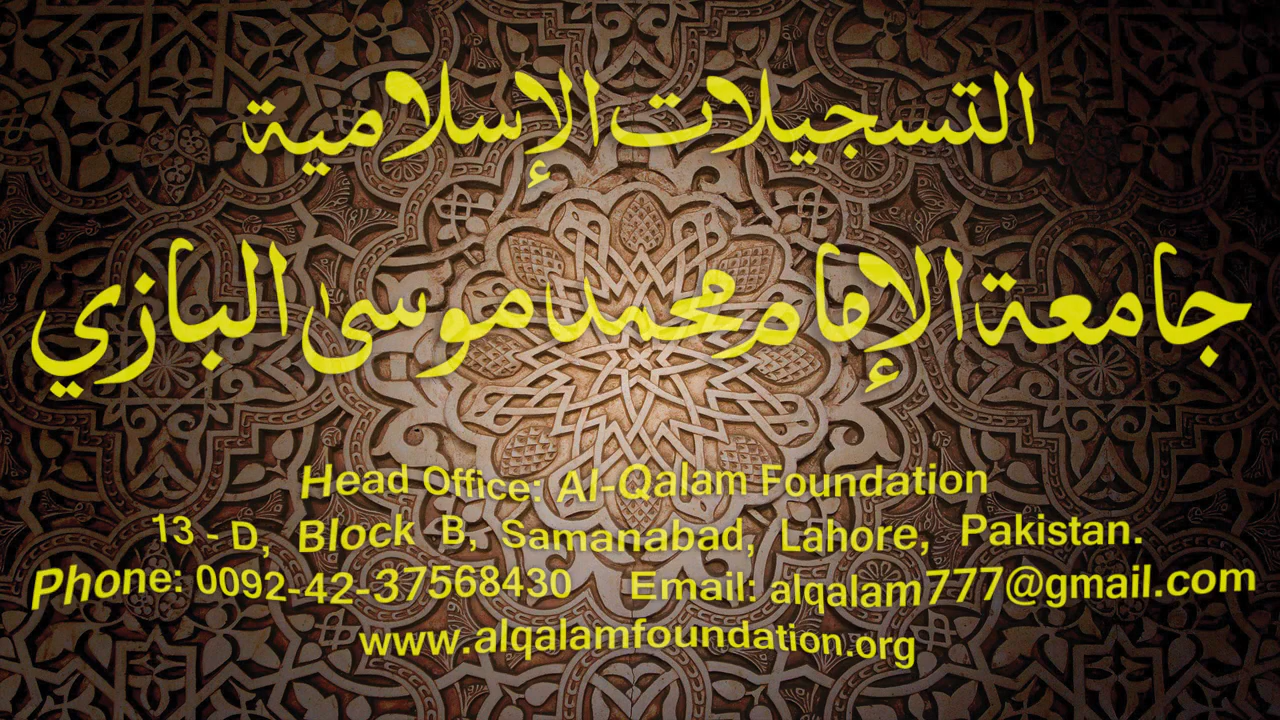 التسجيلات الإسلامية
جامعة الإمام محمد موسى البازي
Head Office: Al-Qalam Foundation
13 - D, Block B, Samanabad, Lahore, Pakistan.
Phone: 0092-42-37568430 Email: alqalam777@gmail.com
www.alqalamfoundation.org